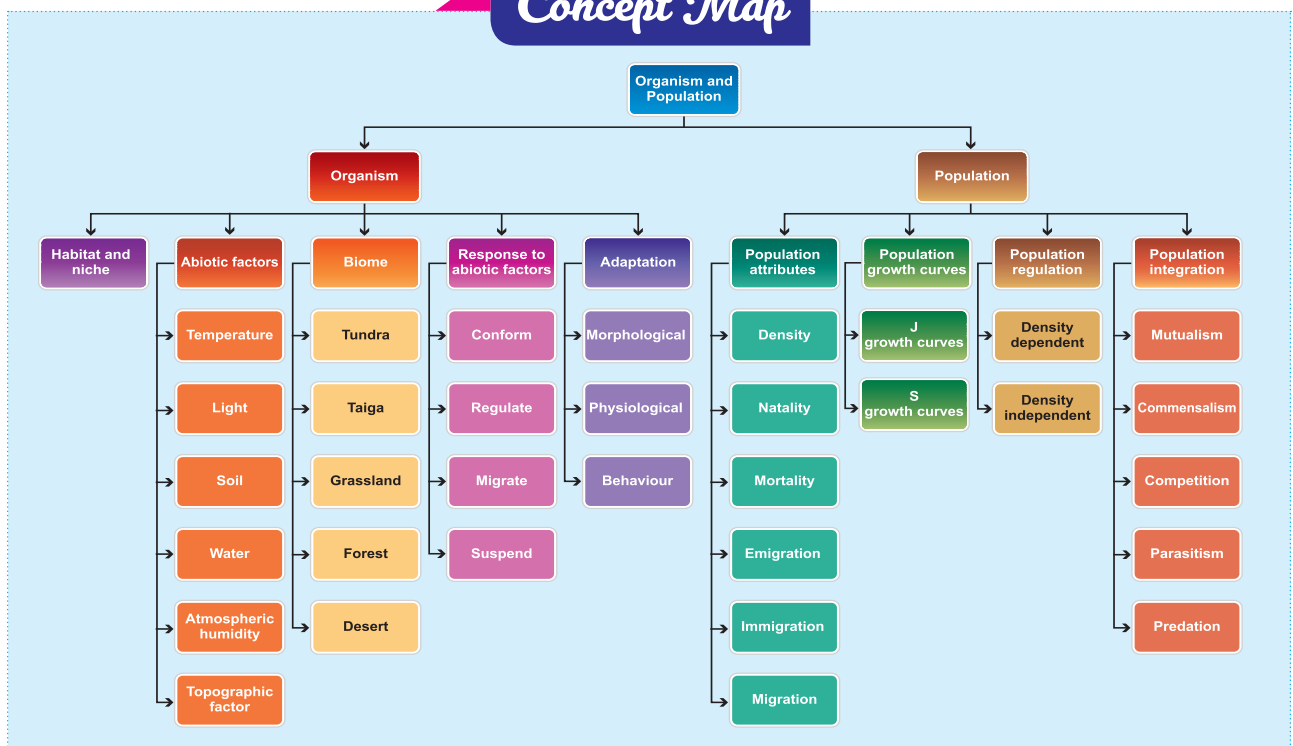 Concept Map
Organism and
Population
Organism
Population
Habitat and
niche
Abiotic factors
Biome
Response to
abiotic factors
Adaptation
Population
attributes
Population
growth curves
Population
regulation
Population
integration
Temperature
Tundra
Conform
Morphological
Density
J
growth curves
Density
dependent
Mutualism
Light
Taiga
Regulate
Physiological
Natality
S
growth curves
Density
independent
Commensalism
Soil
Grassland
Migrate
Behaviour
Mortality
Competition
Water
Forest
Suspend
Emigration
Parasitism
Atmospheric
humidity
Desert
Immigration
Predation
Topographic
factor
Migration